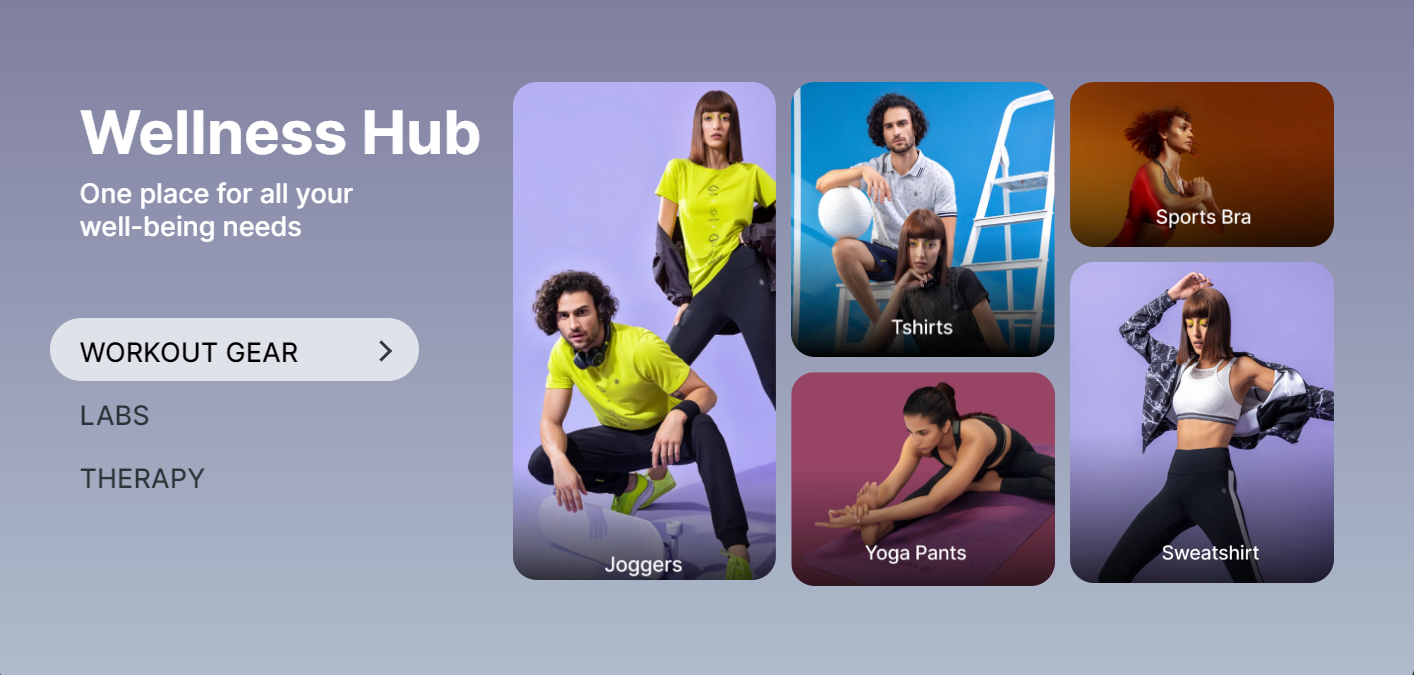 Wellness Hub
One place for all your
well-being needs
WORKOUT GEAR
LABS
THERAPY
Joggers
Tshirts
Yoga Pants
Sports Bra
Sweatshirt